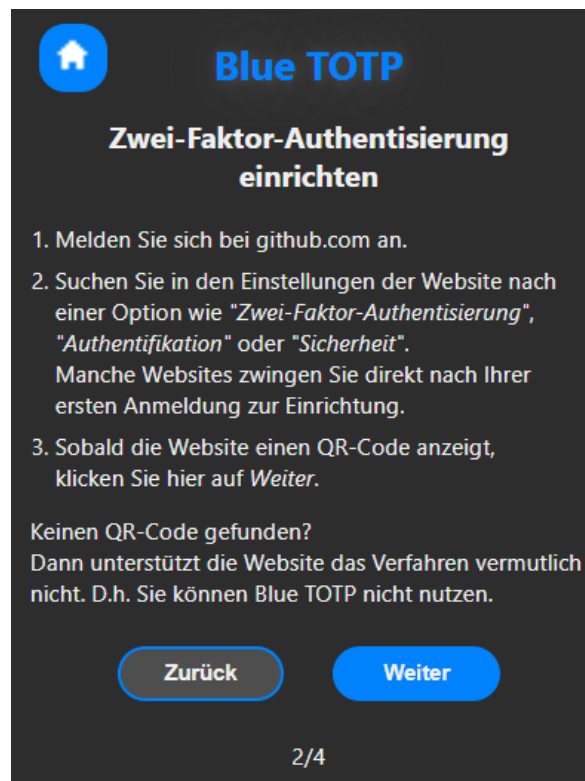 Blue TOTP
Zwei-Faktor-Authentisierung
einrichten
1. Melden Sie sich bei github.com an.
2. Suchen Sie in den Einstellungen der Website nach
einer Option wie "Zwei-Faktor-Authentisierung",
"Authentifikation" oder "Sicherheit".
Manche Websites zwingen Sie direkt nach Ihrer
ersten Anmeldung zur Einrichtung.
3. Sobald die Website einen QR-Code anzeigt,
klicken Sie hier auf Weiter.
Keinen QR-Code gefunden?
Dann unterstützt die Website das Verfahren vermutlich
nicht. D.h. Sie können Blue TOTP nicht nutzen.
Zurück Weiter
2/4